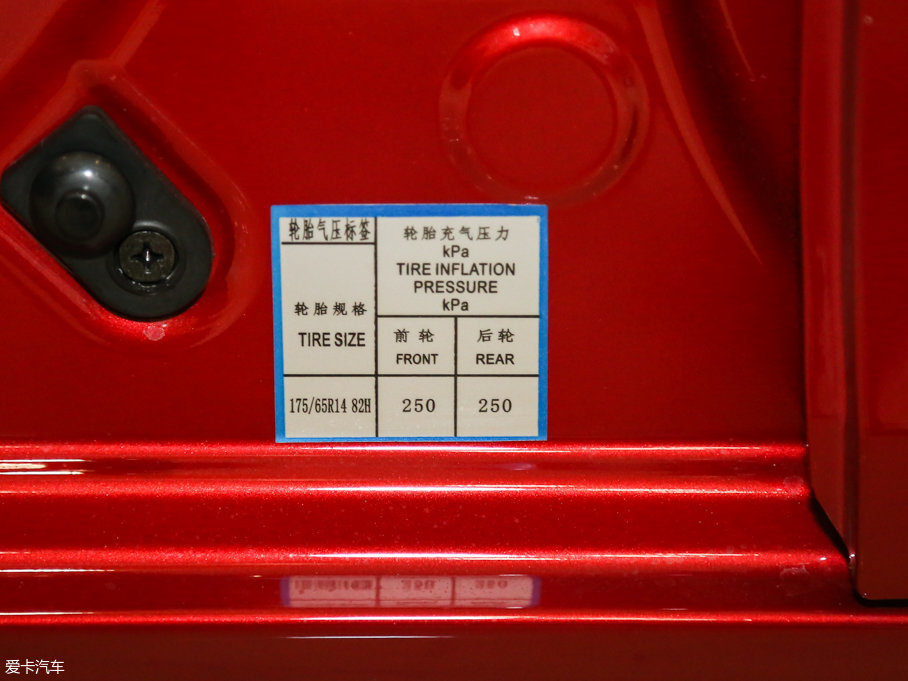 轮胎气压标签
轮胎充气压力
kPa
TIRE INFLATION
PRESSURE
kPa
轮胎规格
TIRE SIZE
前轮
FRONT
后轮
REAR
175/65R14 82H
250
250
爱卡汽车